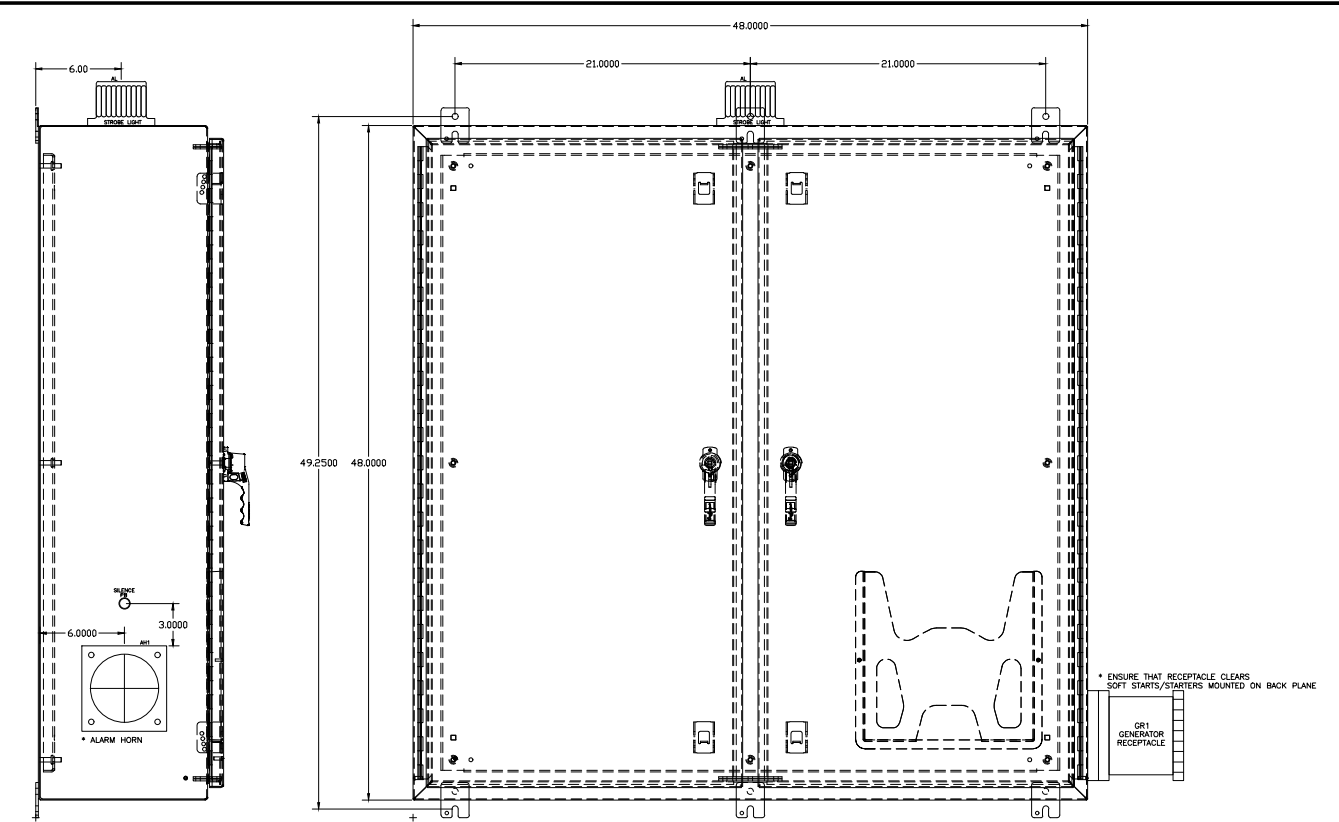 48.0000
6.00
21.0000
21.0000
AL
AL
STROBE LIGHT
STROBE LIGHT
49.2500
48.0000
SILENCE
PB
6.0000
3.0000
AH1
* ALARM HORN
* ENSURE THAT RECEPTACLE CLEARS
SOFT STARTS/STARTERS MOUNTED ON BACK PLANE
GR1
GENERATOR
RECEPTACLE